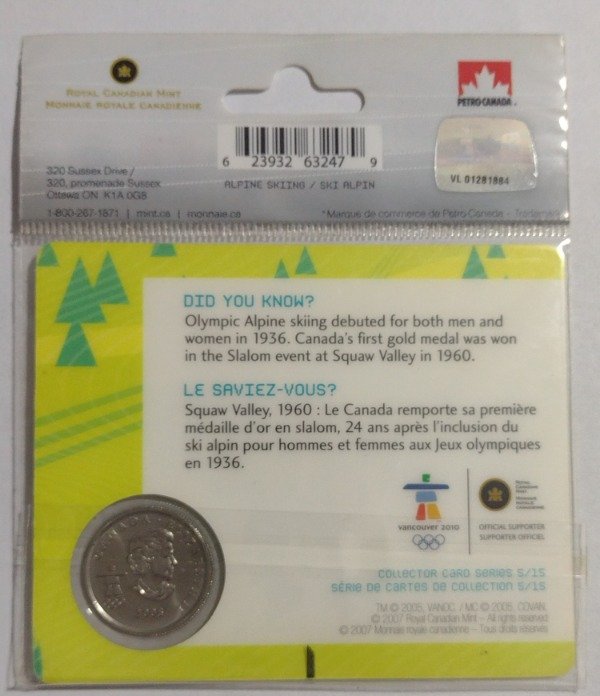 ROYAL CANADIAN MINT
MONNAIE ROYALE CANADIENNE
PETRO-CANADA
6 23932 63247 9
ALPINE SKIING / SKI ALPIN
VL 01281884
320 Sussex Drive /
320, promenade Sussex
Ottawa ON K1A 0G8
1-800-267-1871 | mint.ca | monnaie.ca
*Marque de commerce de Petro-Canada - Trademark
DID YOU KNOW?
Olympic Alpine skiing debuted for both men and
women in 1936. Canada's first gold medal was won
in the Slalom event at Squaw Valley in 1960.
LE SAVIEZ-VOUS?
Squaw Valley, 1960 : Le Canada remporte sa première
médaille d'or en slalom, 24 ans après l'inclusion du
ski alpin pour hommes et femmes aux Jeux olympiques
en 1936.
vancouver 2010
ROYAL
CANADIAN
MINT
MONNAIE
ROYALE
CANADIENNE
OFFICIAL SUPPORTER
SUPPORTER OFFICIEL
COLLECTOR CARD SERIES 5/15
SÉRIE DE CARTES DE COLLECTION 5/15
TM © 2005, VANOC. / MC © 2005, COVAN.
© 2007 Royal Canadian Mint – All rights reserved
© 2007 Monnaie royale canadienne – Tous droits réservés
CANADA